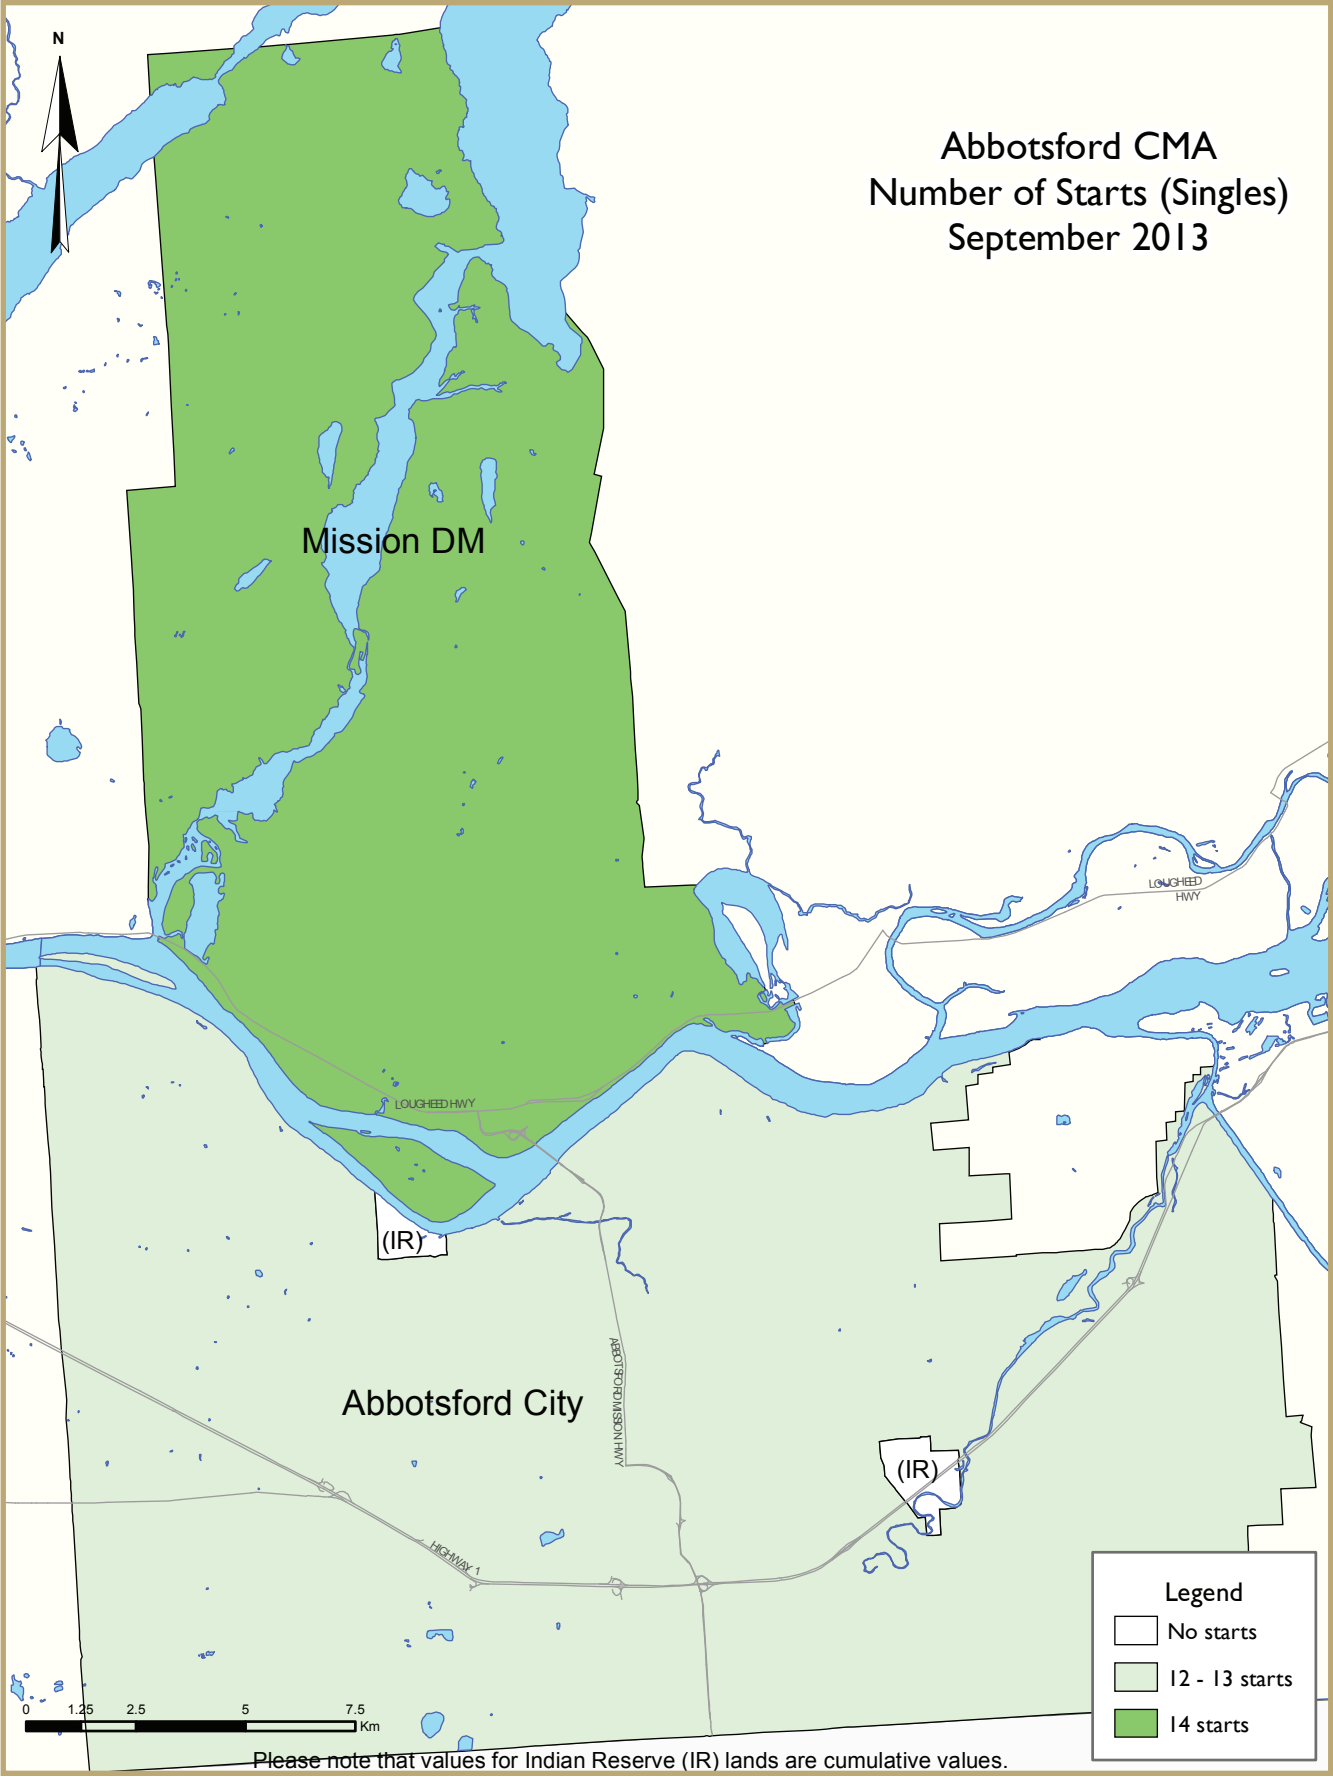 N
Abbotsford CMA
Number of Starts (Singles)
September 2013
Mission DM
LOUGHEED
HWY
LOUGHEED HWY
(IR)
ABBOTSFORD MISSION HWY
Abbotsford City
(IR)
HIGHWAY 1
Legend
No starts
12 - 13 starts
14 starts
0 1.25 2.5 5 7.5
Km
Please note that values for Indian Reserve (IR) lands are cumulative values.